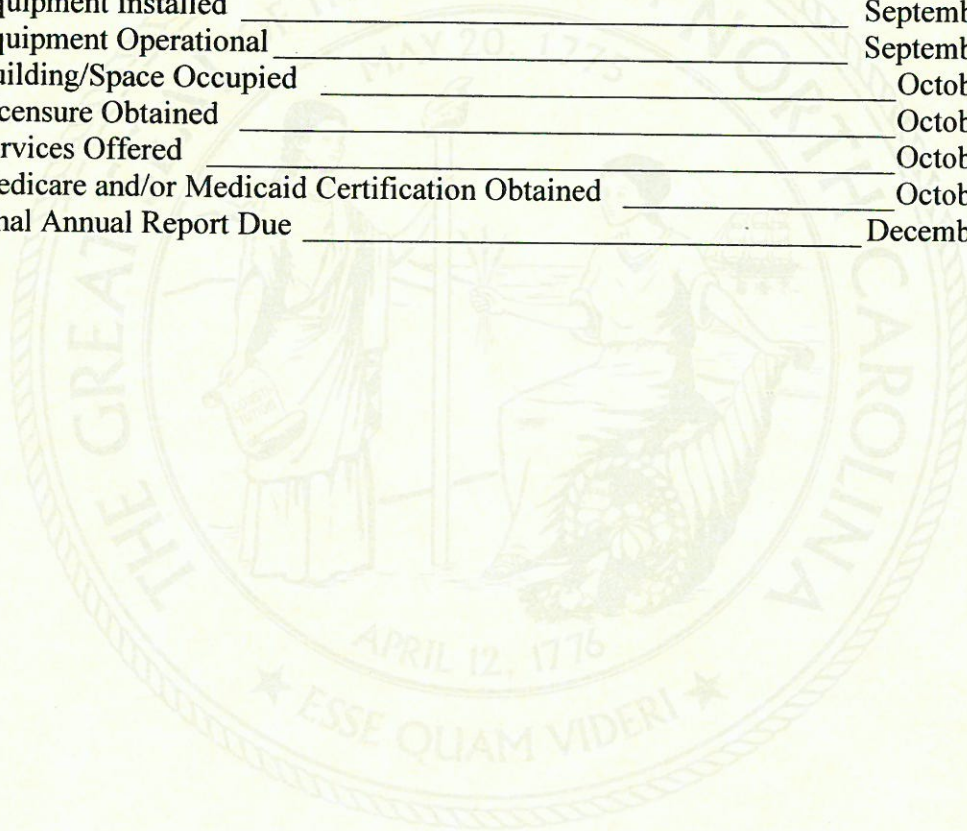 quipment Installed Septemb
quipment Operational Septemb
uilding/Space Occupied Octob
censure Obtained Octob
rvices Offered Octob
edicare and/or Medicaid Certification Obtained Octob
nal Annual Report Due Decemb
MAY 20, 1775
THE GREAT
NORTH CAROLINA
APRIL 12, 1776
★ ESSE QUAM VIDERI ★